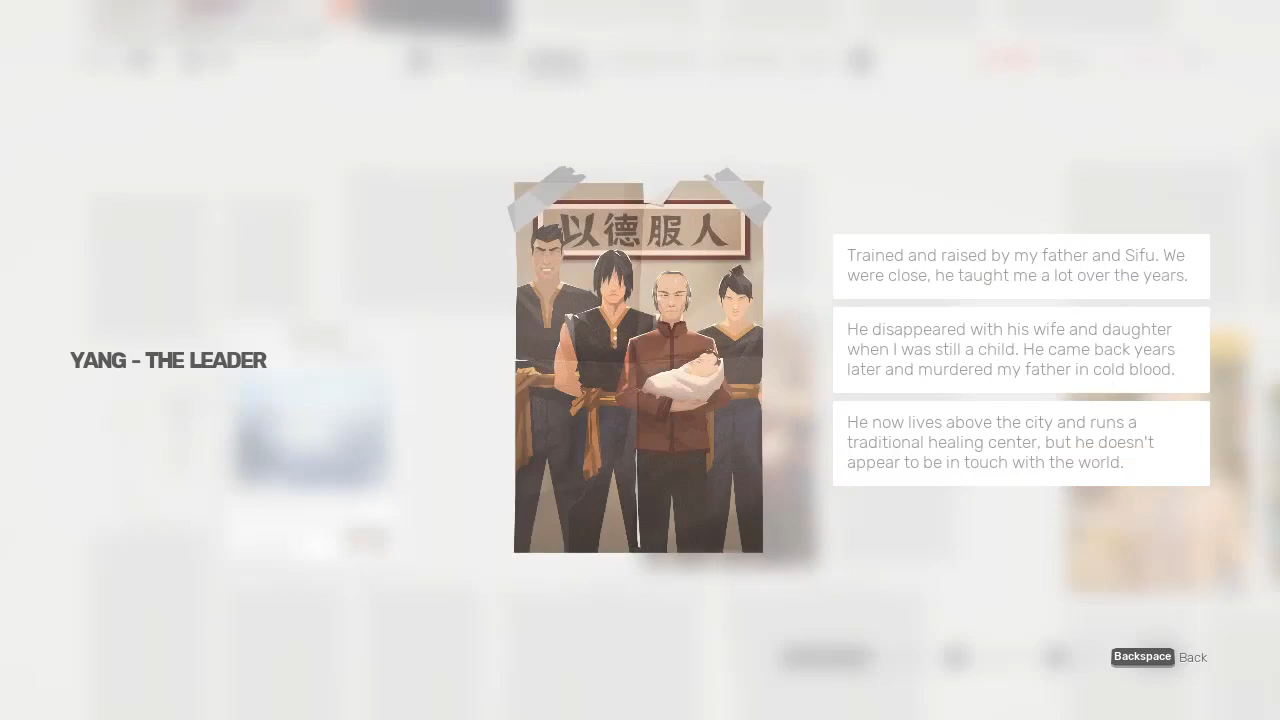 以德服人
YANG - THE LEADER
Trained and raised by my father and Sifu. We
were close, he taught me a lot over the years.
He disappeared with his wife and daughter
when I was still a child. He came back years
later and murdered my father in cold blood.
He now lives above the city and runs a
traditional healing center, but he doesn't
appear to be in touch with the world.
Backspace Back